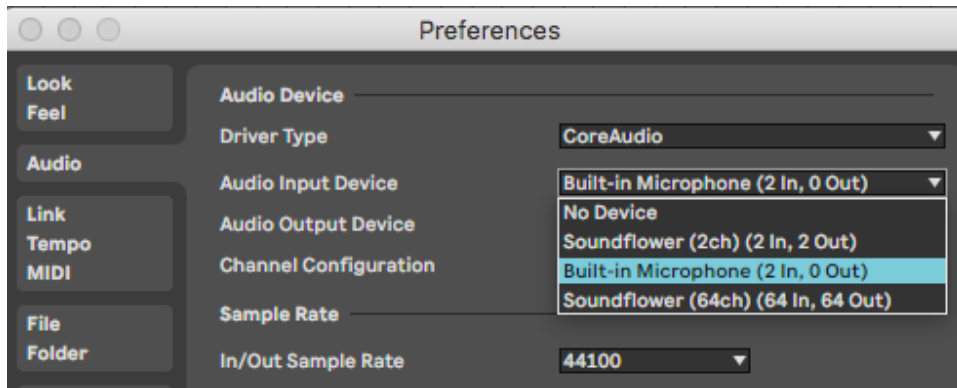 Preferences
Look
Feel
Audio
Link
Tempo
MIDI
File
Folder
Audio Device
Driver Type CoreAudio
Audio Input Device Built-in Microphone (2 In, 0 Out)
No Device
Audio Output Device
Soundflower (2ch) (2 In, 2 Out)
Channel Configuration
Built-in Microphone (2 In, 0 Out)
Soundflower (64ch) (64 In, 64 Out)
Sample Rate
In/Out Sample Rate 44100